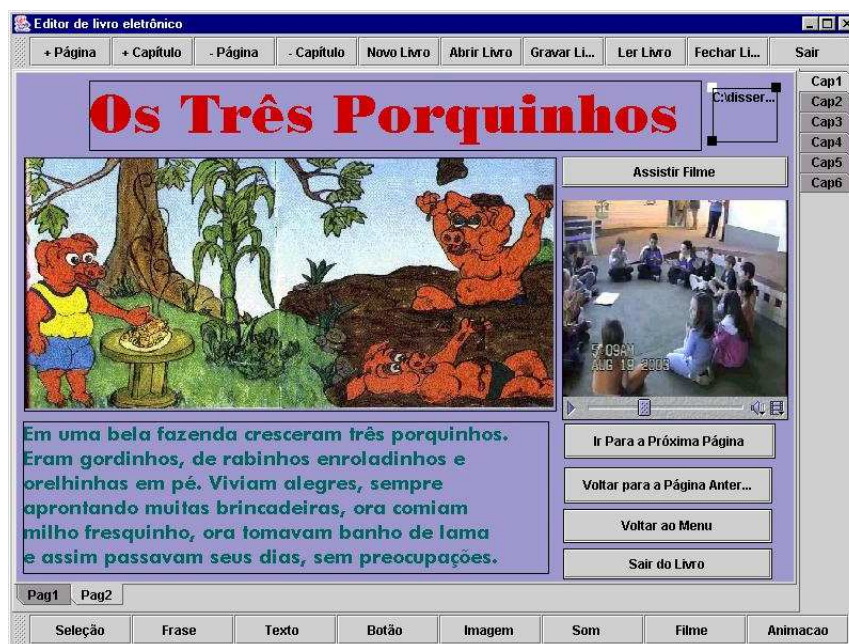 Editor de livro eletrônico
+ Página + Capítulo - Página - Capítulo Novo Livro Abrir Livro Gravar Li... Ler Livro Fechar Li... Sair
Os Três Porquinhos
C:\disser...
Cap1
Cap2
Cap3
Cap4
Cap5
Cap6
Assistir Filme
5:09AM
AUG 19 2003
Em uma bela fazenda cresceram três porquinhos.
Eram gordinhos, de rabinhos enroladinhos e
orelhinhas em pé. Viviam alegres, sempre
aprontando muitas brincadeiras, ora comiam
milho fresquinho, ora tomavam banho de lama
e assim passavam seus dias, sem preocupações.
Ir Para a Próxima Página
Voltar para a Página Anter...
Voltar ao Menu
Sair do Livro
Pag1 Pag2
Seleção Frase Texto Botão Imagem Som Filme Animacao